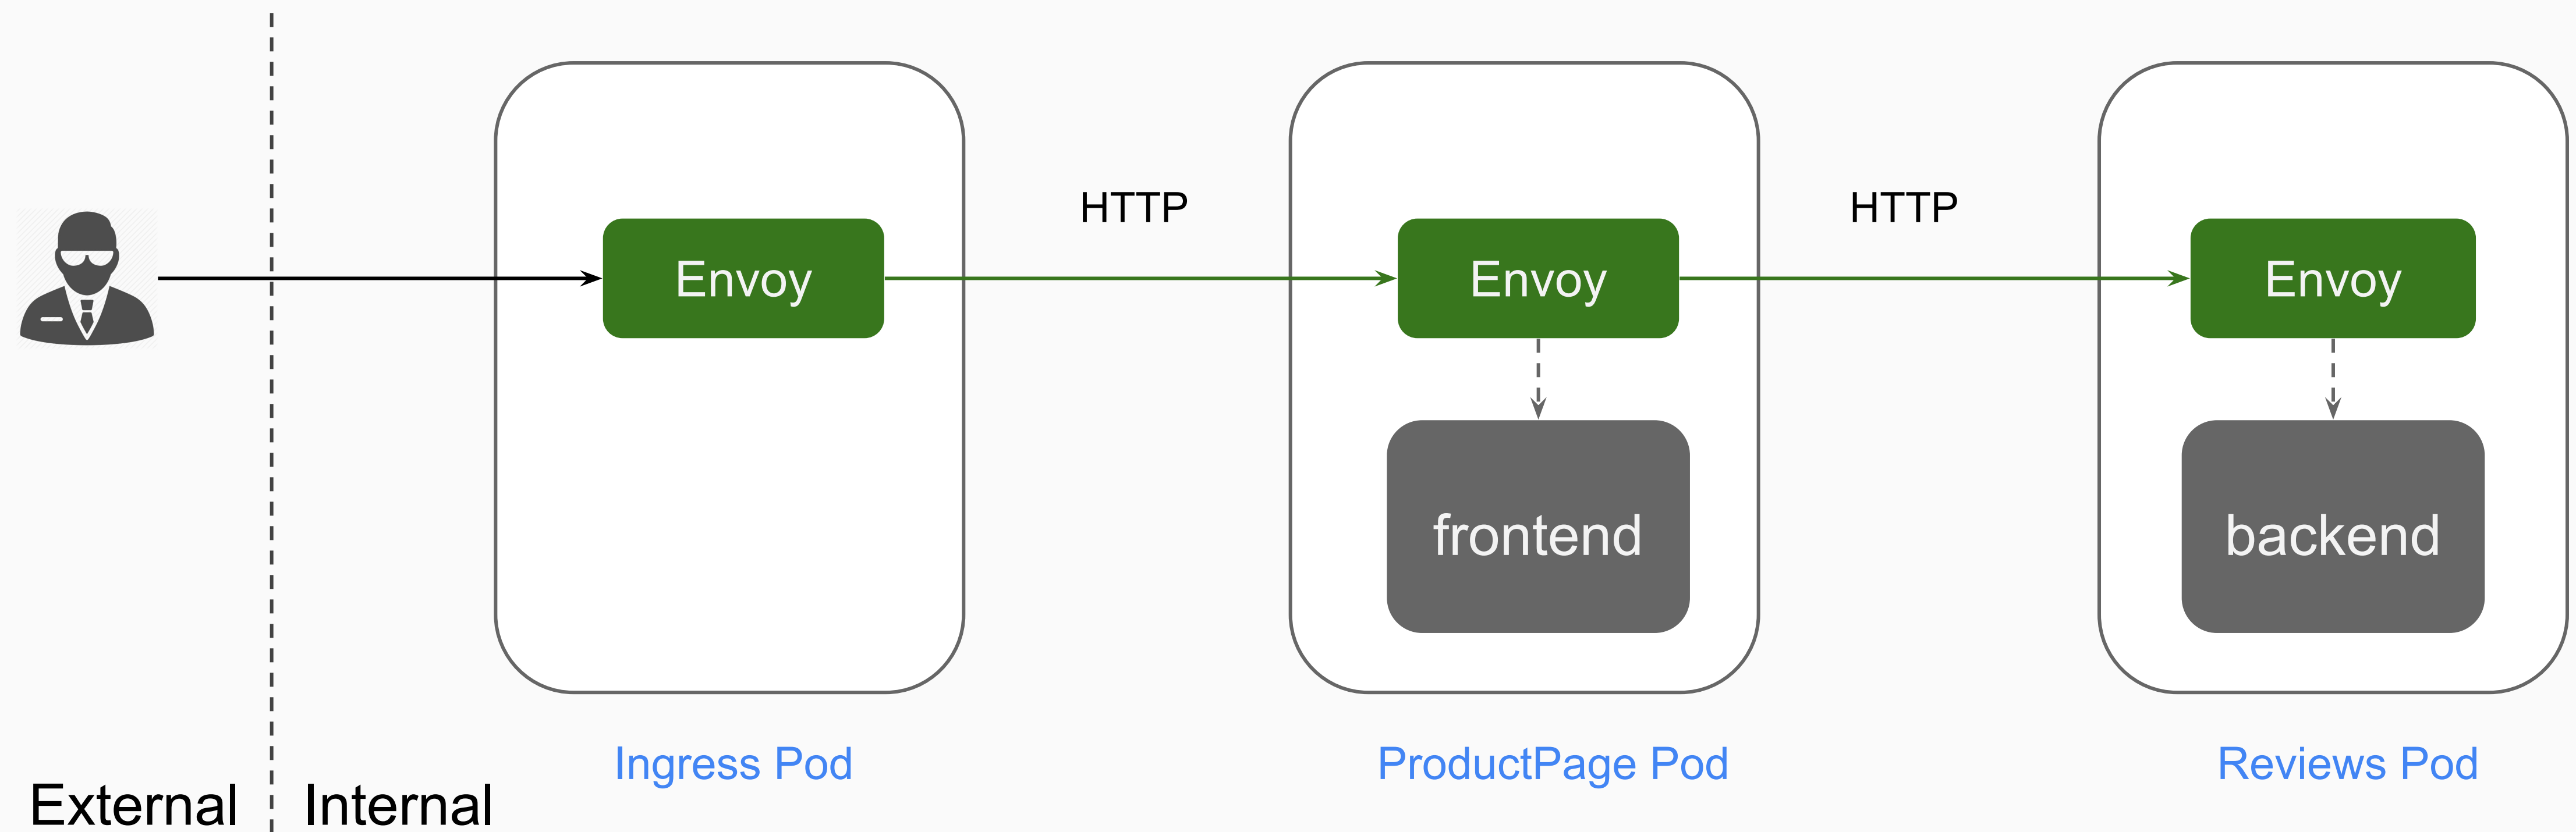 HTTP
HTTP
Envoy
Envoy
Envoy
frontend
backend
Ingress Pod
ProductPage Pod
Reviews Pod
External
Internal